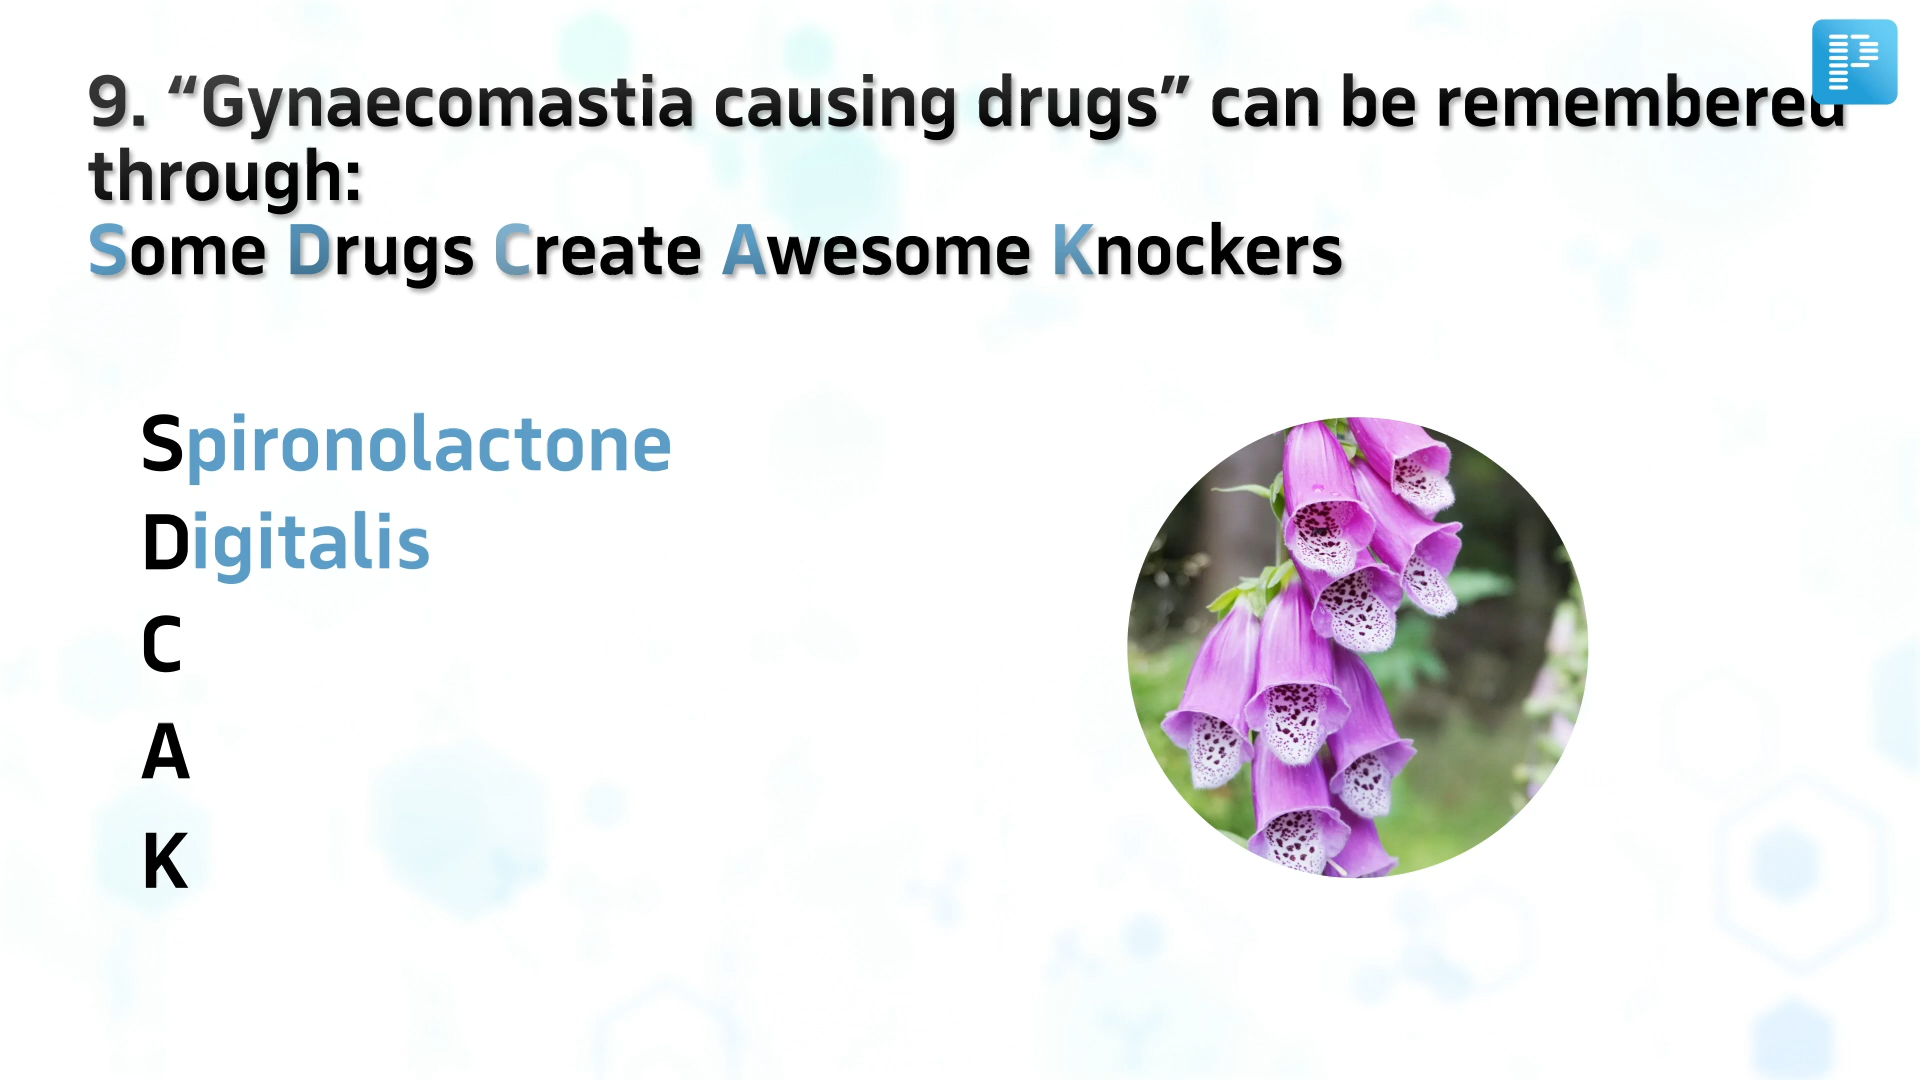 9. “Gynaecomastia causing drugs” can be remembered
through:
Some Drugs Create Awesome Knockers
Spironolactone
Digitalis
C
A
K
P